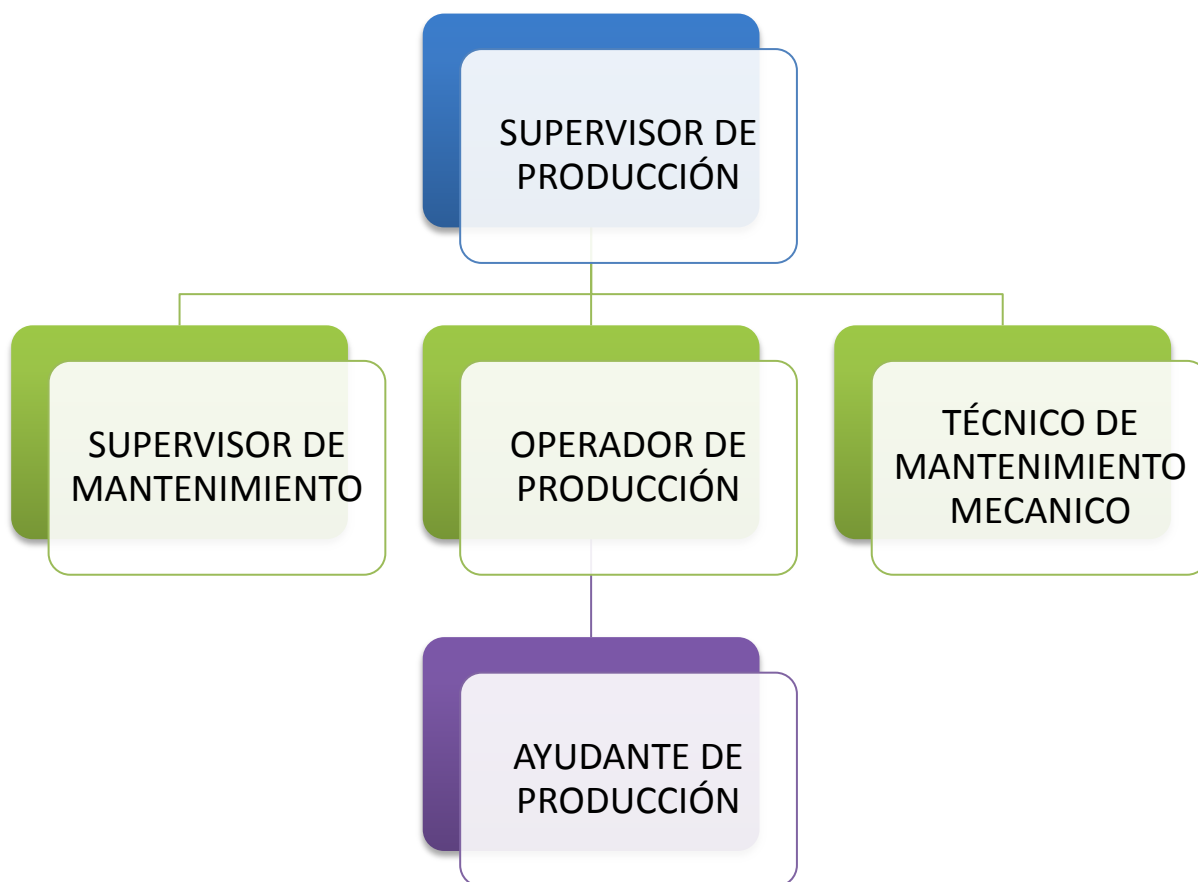 SUPERVISOR DE
PRODUCCIÓN
SUPERVISOR DE
MANTENIMIENTO
OPERADOR DE
PRODUCCIÓN
TÉCNICO DE
MANTENIMIENTO
MECANICO
AYUDANTE DE
PRODUCCIÓN